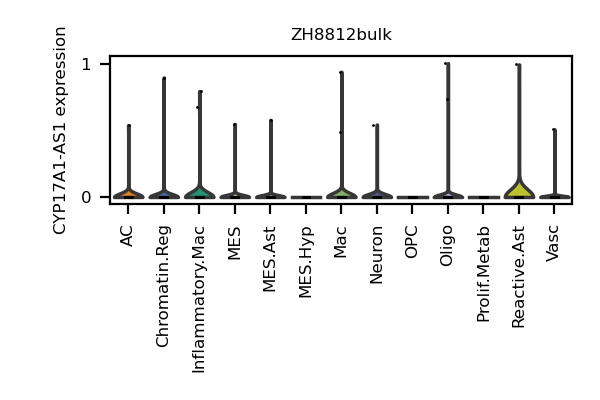 ZH8812bulk
CYP17A1-AS1 expression
1
0
AC
Chromatin.Reg
Inflammatory.Mac
MES
MES.Ast
MES.Hyp
Mac
Neuron
OPC
Oligo
Prolif.Metab
Reactive.Ast
Vasc